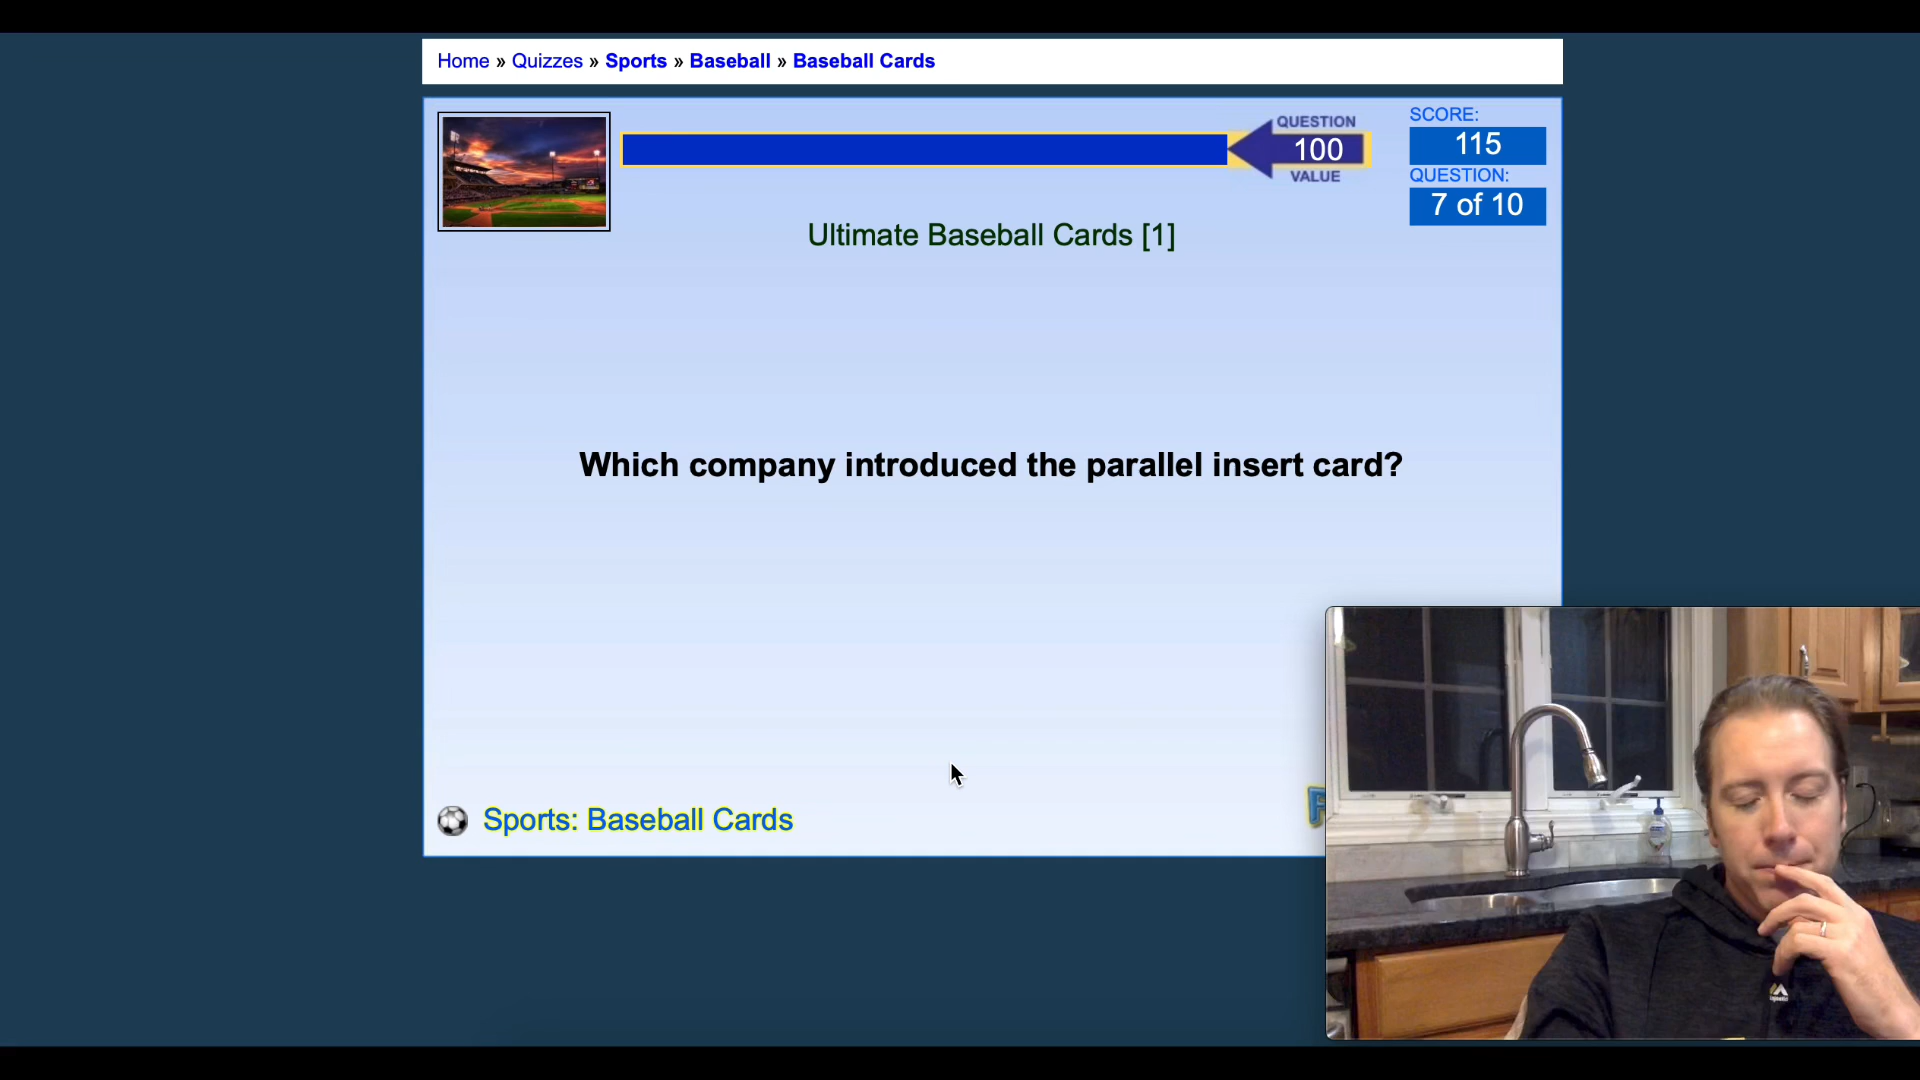 Home » Quizzes » Sports » Baseball » Baseball Cards
QUESTION
100
VALUE
SCORE:
115
QUESTION:
7 of 10
Ultimate Baseball Cards [1]
Which company introduced the parallel insert card?
Sports: Baseball Cards